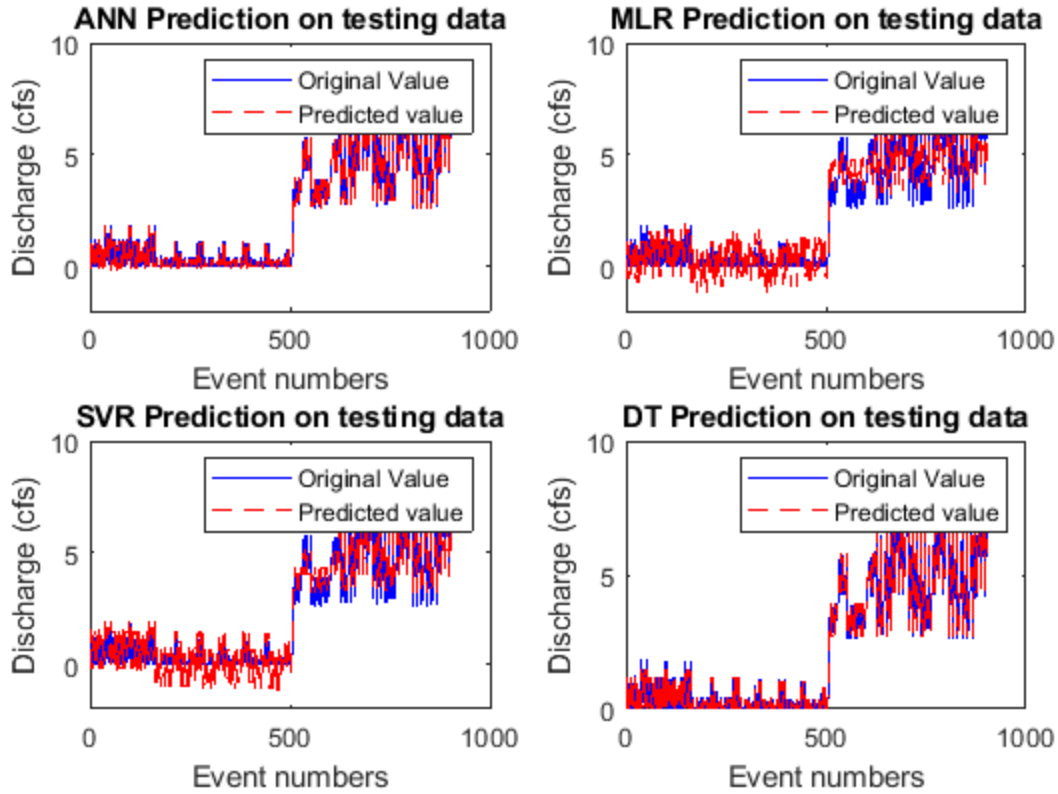 ANN Prediction on testing data
10
5
0
Discharge (cfs)
Original Value
Predicted value
0
500
1000
Event numbers
MLR Prediction on testing data
10
5
0
Discharge (cfs)
Original Value
Predicted value
0
500
1000
Event numbers
SVR Prediction on testing data
10
5
0
Discharge (cfs)
Original Value
Predicted value
0
500
1000
Event numbers
DT Prediction on testing data
10
5
0
Discharge (cfs)
Original Value
Predicted value
0
500
1000
Event numbers